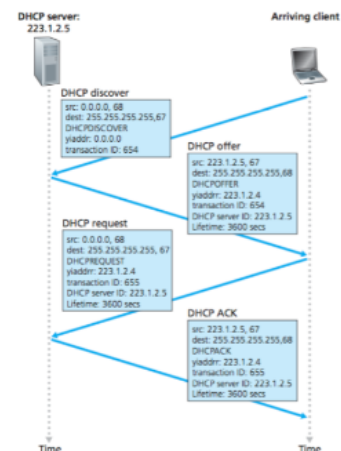 DHCP server:
223.1.2.5
Arriving client
DHCP discover
src: 0.0.0.0, 68
dest: 255.255.255.255,67
DHCPDISCOVER
yiaddr: 0.0.0.0
transaction ID: 654
DHCP offer
src: 223.1.2.5, 67
dest: 255.255.255.255,68
DHCPOFFER
yiaddrr: 223.1.2.4
transaction ID: 654
DHCP server ID: 223.1.2.5
Lifetime: 3600 secs
DHCP request
src: 0.0.0.0, 68
dest: 255.255.255.255, 67
DHCPREQUEST
yiaddrr: 223.1.2.4
transaction ID: 655
DHCP server ID: 223.1.2.5
Lifetime: 3600 secs
DHCP ACK
src: 223.1.2.5, 67
dest: 255.255.255.255,68
DHCPACK
yiaddrr: 223.1.2.4
transaction ID: 655
DHCP server ID: 223.1.2.5
Lifetime: 3600 secs
Time
Time